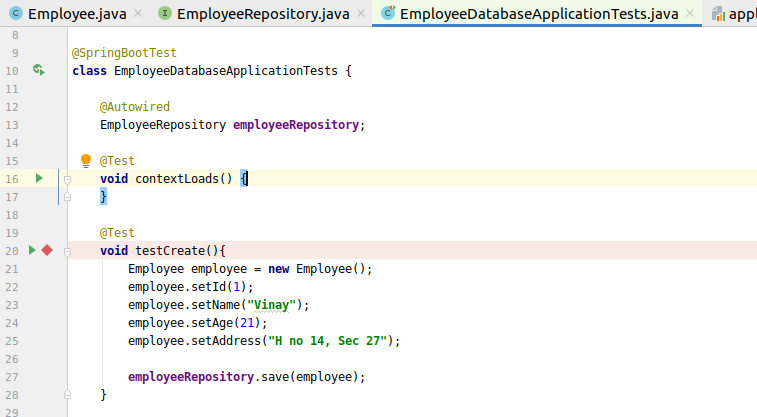 Employee.java EmployeeRepository.java EmployeeDatabaseApplicationTests.java appl
8
9 @SpringBootTest
10 class EmployeeDatabaseApplicationTests {
11
12 @Autowired
13 EmployeeRepository employeeRepository;
14
15 @Test
16 void contextLoads() {
17 }
18
19 @Test
20 void testCreate(){
21 Employee employee = new Employee();
22 employee.setId(1);
23 employee.setName("Vinay");
24 employee.setAge(21);
25 employee.setAddress("H no 14, Sec 27");
26
27 employeeRepository.save(employee);
28 }
29